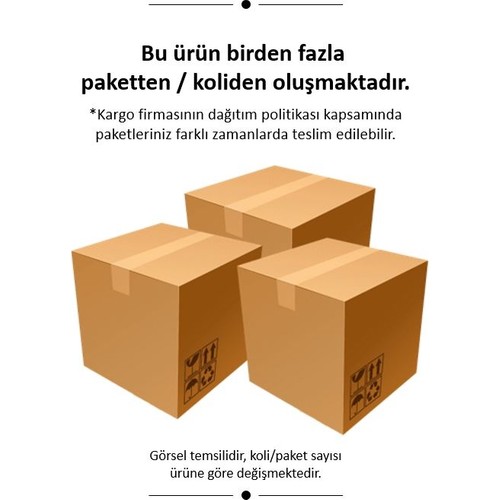 Bu ürün birden fazla
paketten / koliden oluşmaktadır.
*Kargo firmasının dağıtım politikası kapsamında
paketleriniz farklı zamanlarda teslim edilebilir.
Görsel temsilidir, koli/paket sayısı
ürüne göre değişmektedir.